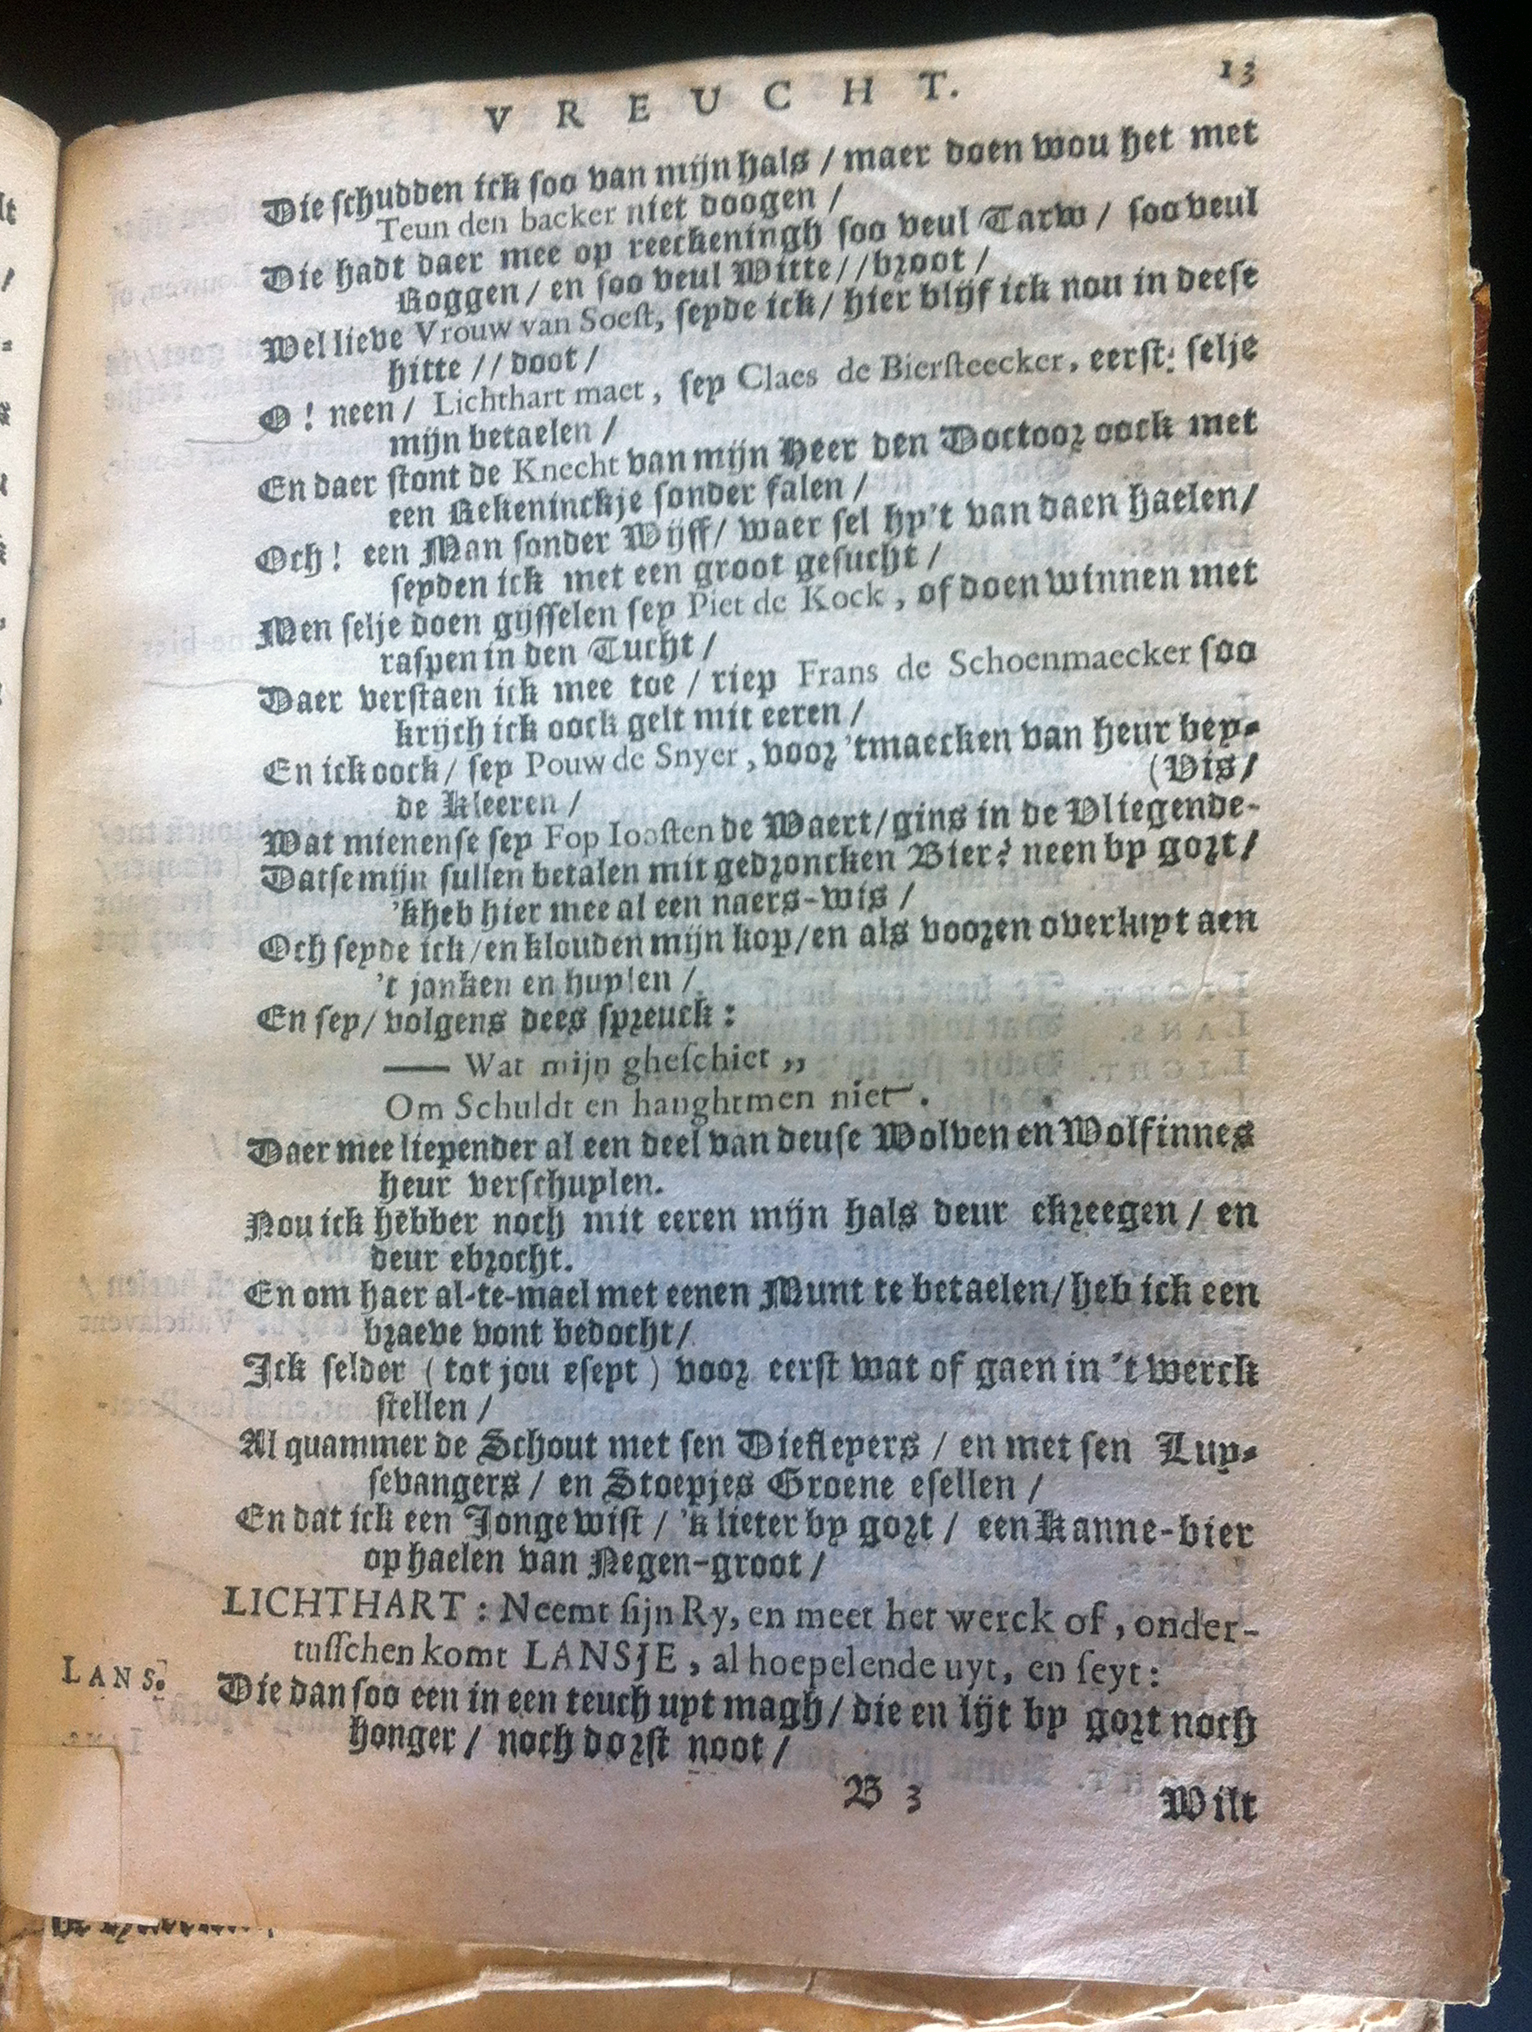 VREUCHT. 13
Die schudden ick soo van mijn hals / maer doen wou het met
Teun den backer niet doogen /
Die hadt daer mee op reeckeningh soo veul Tarw / soo veul
Roggen / en soo veul Witte / / broot /
Wel lieve Vrouw van Soest, seyde ick / hier blijf ick nou in deese
hitte / / doot /
O ! neen / Lichthart maet, sey Claes de Biersteecker, eerst selje
mijn betaelen /
En daer stont de Knecht van mijn Heer den Doctoor oock met
een Rekeninckje sonder falen /
Och ! een Man sonder Wijff / waer sel hy't van daen haelen /
seyden ick met een groot gesucht /
Men selje doen gijsselen sey Piet de Kock, of doen winnen met
raspen in den Tucht /
Daer verstaen ick mee toe / riep Frans de Schoenmaecker soo
krijch ick oock gelt mit eeren /
En ick oock / sey Pouw de Snyer, voor 'tmaecken van heur bey-
de kleeren / (Vis /
Wat mienense sey Fop Ioosten de Waert / gins in de Vliegende-
Datse mijn sullen betalen mit gedroncken Bier? neen by gort /
'kheb hier mee al een naers-wis /
Och seyde ick / en klouden mijn kop / en als vooren overluyt aen
't janken en huylen /
En sey / volgens dees spreuck :
— Wat mijn gheschiet ,,
Om Schuldt en hanghtmen niet.
Daer mee liepender al een deel van deuse Wolven en Wolfinnes
heur verschuylen.
Nou ick hebber noch mit eeren mijn hals deur ekreegen / en
deur ebrocht.
En om haer al-te-mael met eenen Munt te betaelen / heb ick een
braeve vont bedocht /
Ick selder ( tot jou eseyt ) voor eerst wat of gaen in 't werck
stellen /
Al quammer de Schout met sen Dieflepers / en met sen Luy-
sevangers / en Stoepjes Groene esellen /
En dat ick een Jonge wist / 'k lieter by gort / een Kanne-bier
op haelen van Negen-groot /
LICHTHART : Neemt sijn Ry, en meet het werck of, onder-
tusschen komt LANSJE, al hoepelende uyt, en seyt :
LANS. Die dan soo een in een teuch uyt magh / die en lijt by gort noch
honger / noch dorst noot /
B 3 Wilt